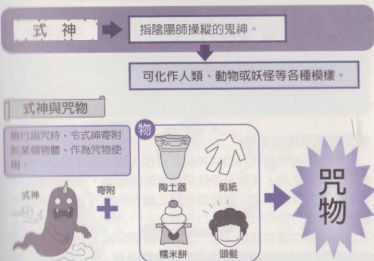 式 神
指陰陽師操縱的鬼神。
可化作人類、動物或妖怪等各種模樣。
式神與咒物
施行詛咒時，令式神寄附
於某個物體，作為咒物使
用。
物
式神
寄附
陶土器
剪紙
糯米餅
頭髮
咒物